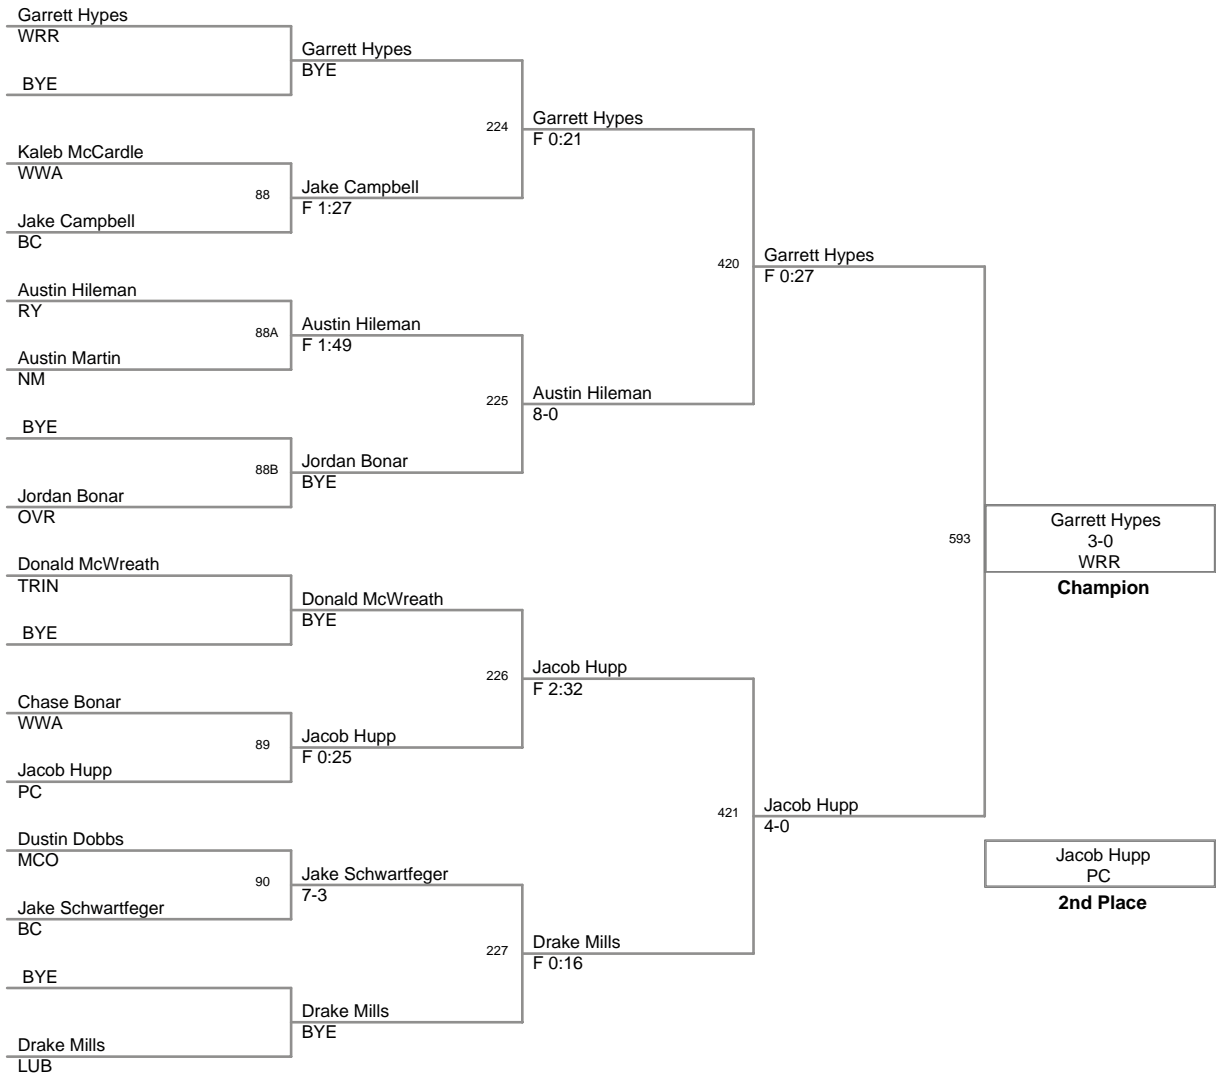 Garrett Hypes
WRR
BYE
Garrett Hypes
BYE
Kaleb McCardle
WWA
88
Jake Campbell
BC
Jake Campbell
F 1:27
224
Garrett Hypes
F 0:21
Austin Hileman
RY
88A
Austin Martin
NM
Austin Hileman
F 1:49
BYE
88B
Jordan Bonar
OVR
Jordan Bonar
BYE
225
Austin Hileman
8-0
420
Garrett Hypes
F 0:27
Donald McWreath
TRIN
BYE
Donald McWreath
BYE
Chase Bonar
WWA
89
Jacob Hupp
PC
Jacob Hupp
F 0:25
226
Jacob Hupp
F 2:32
Dustin Dobbs
MCO
90
Jake Schwartfeger
BC
Jake Schwartfeger
7-3
BYE
Drake Mills
LUB
Drake Mills
BYE
227
Drake Mills
F 0:16
421
Jacob Hupp
4-0
593
Garrett Hypes
3-0
WRR
Champion
Jacob Hupp
PC
2nd Place